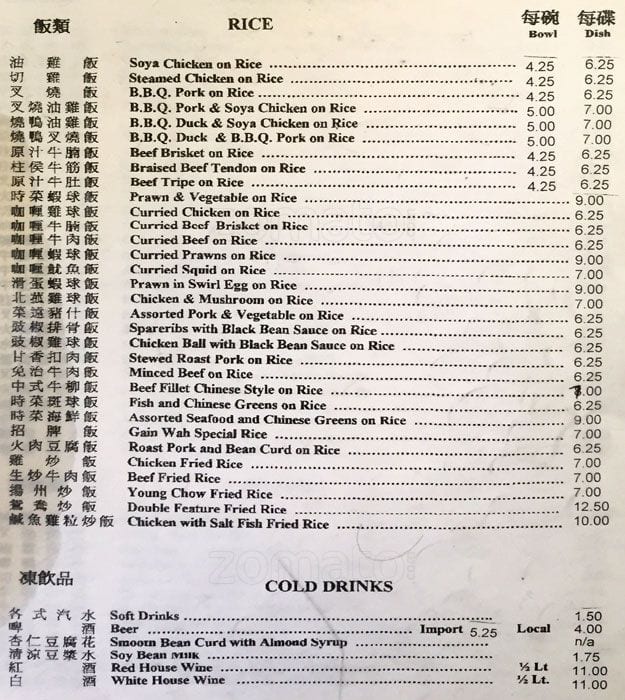 飯類 RICE 每碗 每碟
Bowl Dish
油雞飯 Soya Chicken on Rice 4.25 6.25
切雞飯 Steamed Chicken on Rice 4.25 6.25
叉燒飯 B.B.Q. Pork on Rice 4.25 6.25
叉燒油雞飯 B.B.Q. Pork & Soya Chicken on Rice 5.00 7.00
燒鴨油雞飯 B.B.Q. Duck & Soya Chicken on Rice 5.00 7.00
燒鴨叉燒飯 B.B.Q. Duck & B.B.Q. Pork on Rice 5.00 7.00
原汁牛腩飯 Beef Brisket on Rice 4.25 6.25
柱侯牛筋飯 Braised Beef Tendon on Rice 4.25 6.25
原汁牛肚飯 Beef Tripe on Rice 4.25 6.25
時菜蝦球飯 Prawn & Vegetable on Rice 9.00
咖喱雞球飯 Curried Chicken on Rice 6.25
咖喱牛腩飯 Curried Beef Brisket on Rice 6.25
咖喱牛肉飯 Curried Beef on Rice 6.25
咖喱蝦球飯 Curried Prawns on Rice 9.00
咖喱魷魚飯 Curried Squid on Rice 7.00
滑蛋蝦球飯 Prawn in Swirl Egg on Rice 9.00
北菰雞球飯 Chicken & Mushroom on Rice 7.00
菜遠豬什飯 Assorted Pork & Vegetable on Rice 6.25
豉椒排骨飯 Spareribs with Black Bean Sauce on Rice 6.25
豉椒雞球飯 Chicken Ball with Black Bean Sauce on Rice 6.25
甘香扣肉飯 Stewed Roast Pork on Rice 6.25
免治牛肉飯 Minced Beef on Rice 6.25
中式牛柳飯 Beef Fillet Chinese Style on Rice
時菜斑球飯 Fish and Chinese Greens on Rice 6.25
時菜海鮮飯 Assorted Seafood and Chinese Greens on Rice 9.00
招牌飯 Gain Wah Special Rice 7.00
火肉豆腐飯 Roast Pork and Bean Curd on Rice 6.25
雞炒飯 Chicken Fried Rice 7.00
生炒牛肉飯 Beef Fried Rice 7.00
揚州炒飯 Young Chow Fried Rice 7.00
鴛鴦炒飯 Double Feature Fried Rice 12.50
鹹魚雞粒炒飯 Chicken with Salt Fish Fried Rice 10.00
zomato
凍飲品 COLD DRINKS
各式汽水 Soft Drinks 1.50
啤酒 Beer Import 5.25 Local 4.00
杏仁豆腐花 Smoom Bean Curd with Almond Syrup n/a
清涼豆漿水 Soy Bean Milk 1.75
紅酒 Red House Wine ½ Lt 11.00
白酒 White House Wine ½ Lt. 11.00